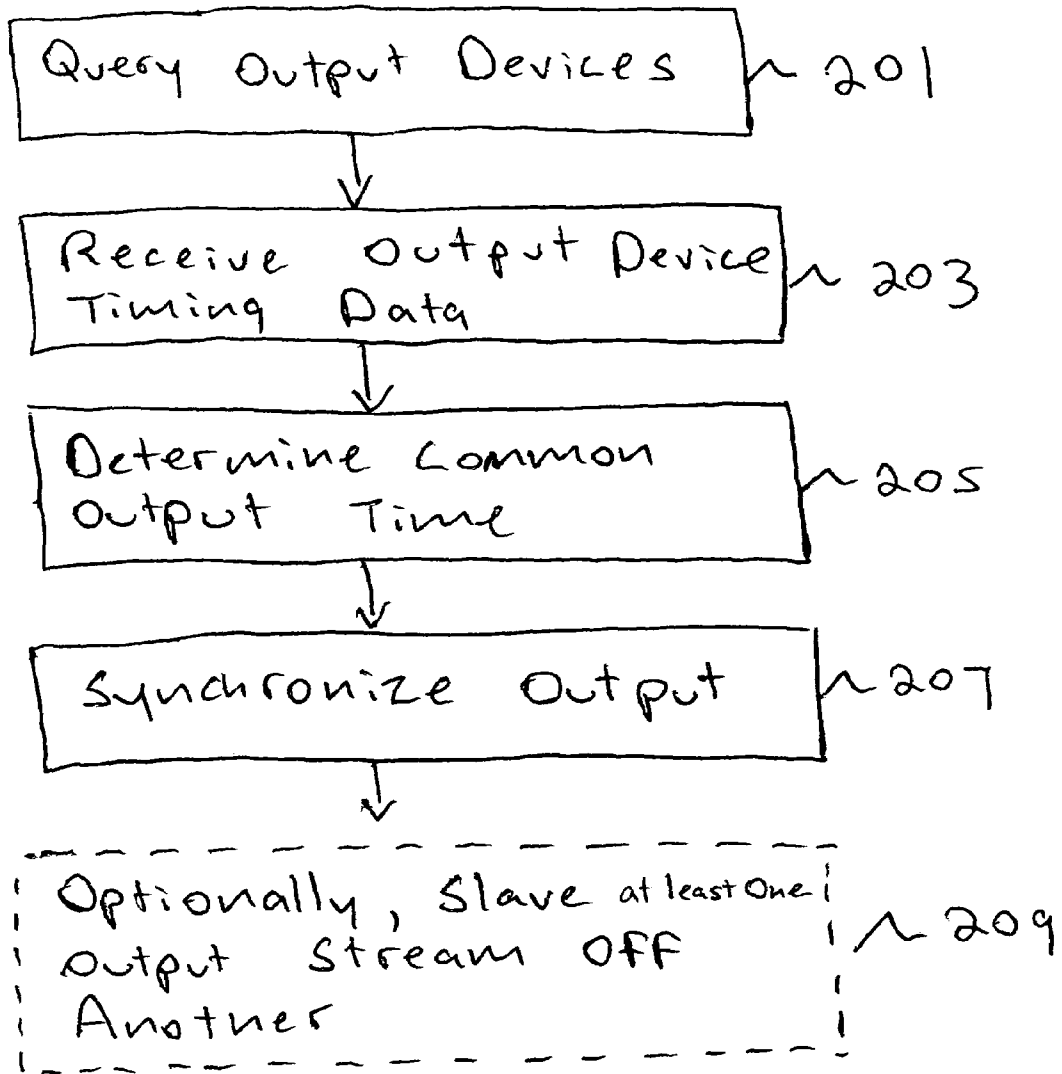 Query Output Devices ~ 201
Receive Output Device
Timing Data ~ 203
Determine Common
Output Time ~ 205
Synchronize Output ~ 207
Optionally, Slave at least One
Output Stream Off
Another ~ 209